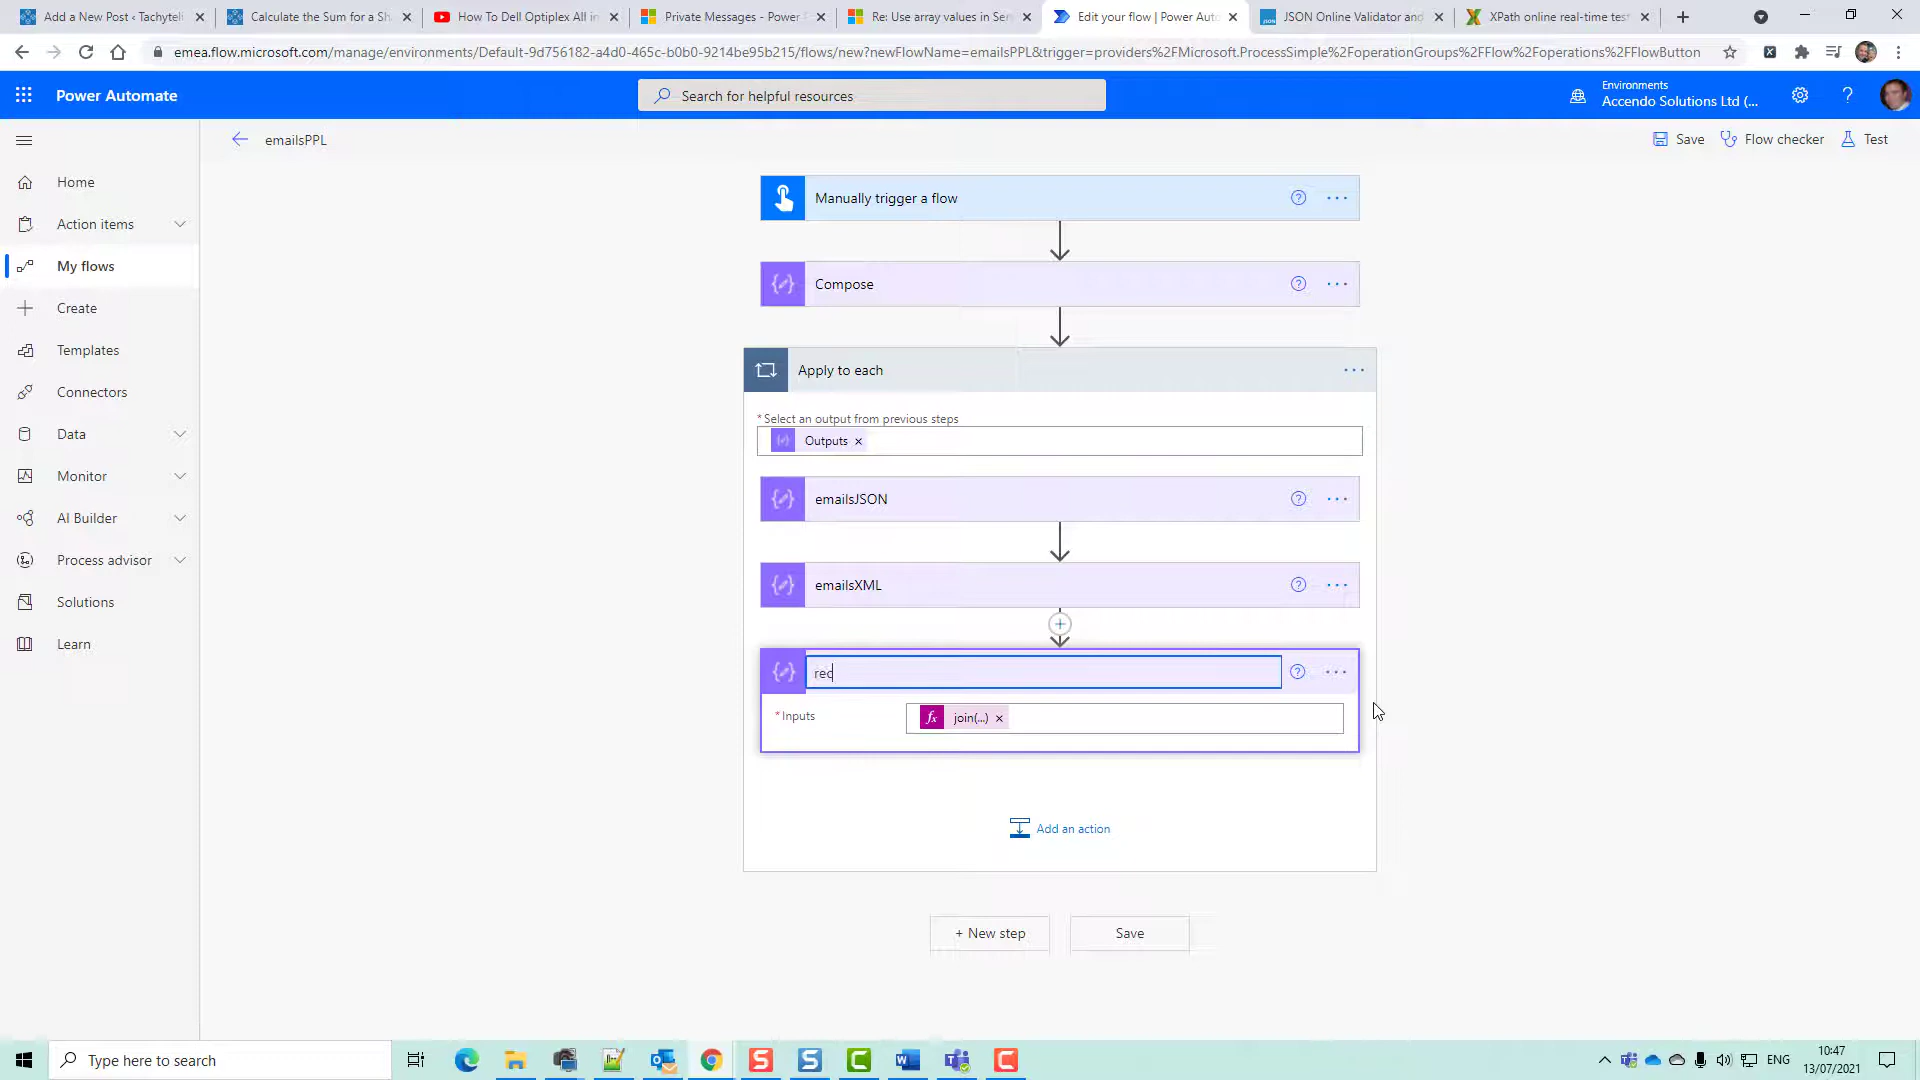 Add a New Post ‹ Tachyteli
Calculate the Sum for a Sha
How To Dell Optiplex All in
Private Messages - Power P
Re: Use array values in Sen
Edit your flow | Power Auto
JSON Online Validator and
XPath online real-time test
emea.flow.microsoft.com/manage/environments/Default-9d756182-a4d0-465c-b0b0-9214be95b215/flows/new?newFlowName=emailsPPL&trigger=providers%2FMicrosoft.ProcessSimple%2FoperationGroups%2FFlow%2Foperations%2FFlowButton
Power Automate
Search for helpful resources
Environments
Accendo Solutions Ltd (...
emailsPPL
Save
Flow checker
Test
Home
Action items
My flows
Create
Templates
Connectors
Data
Monitor
AI Builder
Process advisor
Solutions
Learn
Manually trigger a flow
Compose
Apply to each
* Select an output from previous steps
Outputs
emailsJSON
emailsXML
rec
* Inputs
fx join(...)
Add an action
+ New step
Save
Type here to search
ENG
10:47
13/07/2021